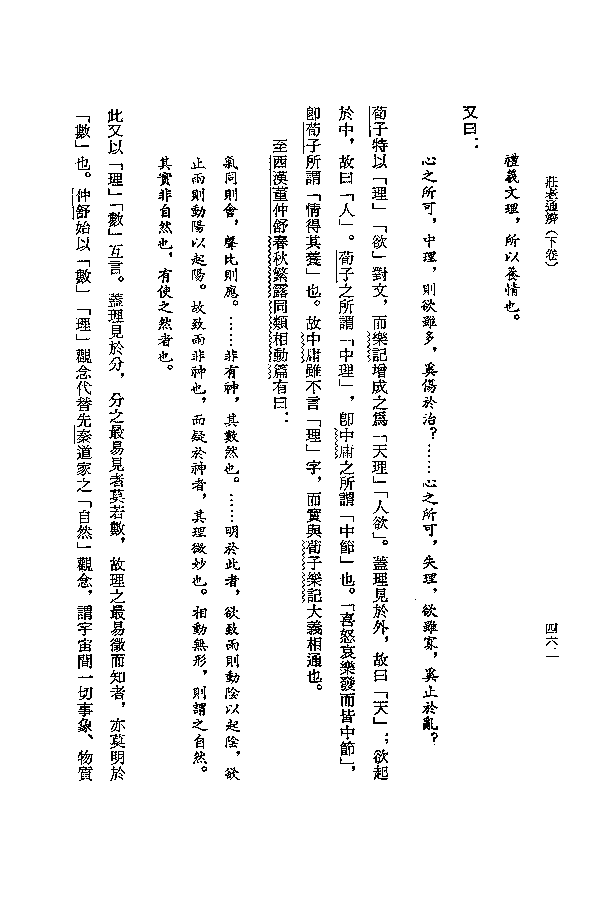 莊老通辨（下卷）
四六二
禮義文理，所以養情也。
又曰：
心之所可，中理，則欲雖多，奚傷於治？……心之所可，失理，欲雖寡，奚止於亂？
荀子特以「理」「欲」對文，而樂記增成之爲「天理」「人欲」。蓋理見於外，故曰「天」；欲起
於中，故曰「人」。荀子之所謂「中理」，卽中庸之所謂「中節」也。「喜怒哀樂發而皆中節」，
卽荀子所謂「情得其養」也。故中庸雖不言「理」字，而實與荀子樂記大義相通也。
至西漢董仲舒春秋繁露同類相動篇有曰：
氣同則會，聲比則應。……非有神，其數然也。……明於此者，欲致雨則動陰以起陰，欲
止雨則動陽以起陽。故致雨非神也，而疑於神者，其理微妙也。相動無形，則謂之自然。
其實非自然也，有使之然者也。
此又以「理」「數」互言。蓋理見於分，分之最易見者莫若數，故理之最易徵而知者，亦莫明於
「數」也。仲舒始以「數」「理」觀念代替先秦道家之「自然」觀念，謂宇宙間一切事象、物質